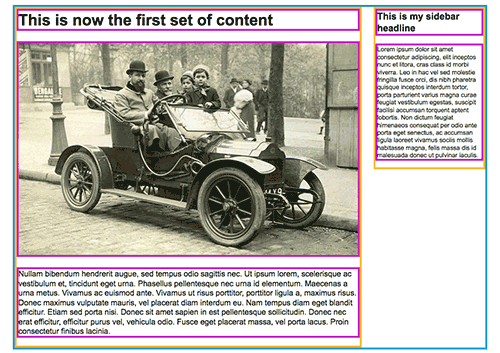 This is now the first set of content
Nullam bibendum hendrerit augue, sed tempus odio sagittis nec. Ut ipsum lorem, scelerisque ac
vestibulum et, tincidunt eget urna. Phasellus pellentesque nec urna id elementum. Maecenas a
urna metus. Vivamus ac euismod ante. Vivamus ut risus porttitor, porttitor ligula a, maximus risus.
Donec maximus vulputate mauris, vel placerat diam interdum eu. Nam tempus diam eget blandit
efficitur. Etiam sed porta nisi. Donec sit amet sapien in est pellentesque sollicitudin. Donec nec
erat efficitur, efficitur purus vel, vehicula odio. Fusce eget placerat massa, vel porta lacus. Proin
consectetur finibus lacinia.
This is my sidebar
headline
Lorem ipsum dolor sit amet
consectetur adipiscing, elit inceptos
nunc et litora, cras class id morbi
viverra. Leo in hac vel sed molestie
fringilla fusce orci, dis nibh pharetra
quisque inceptos interdum tortor,
porta parturient varius magna curae
feugiat vestibulum egestas, suscipit
facilisi accumsan torquent aptent
lobortis. Non dictum feugiat
himenaeos consequat per odio ante
porta eget senectus, ac accumsan
ligula laoreet vivamus sociis mollis
habitasse magna, felis massa dis id
malesuada donec ut pulvinar iaculis.